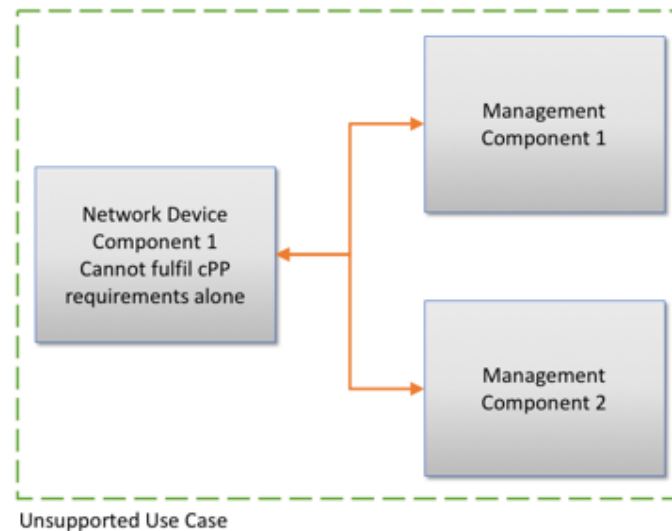 Management
Component 1
Network Device
Component 1
Cannot fulfil cPP
requirements alone
Management
Component 2
Unsupported Use Case